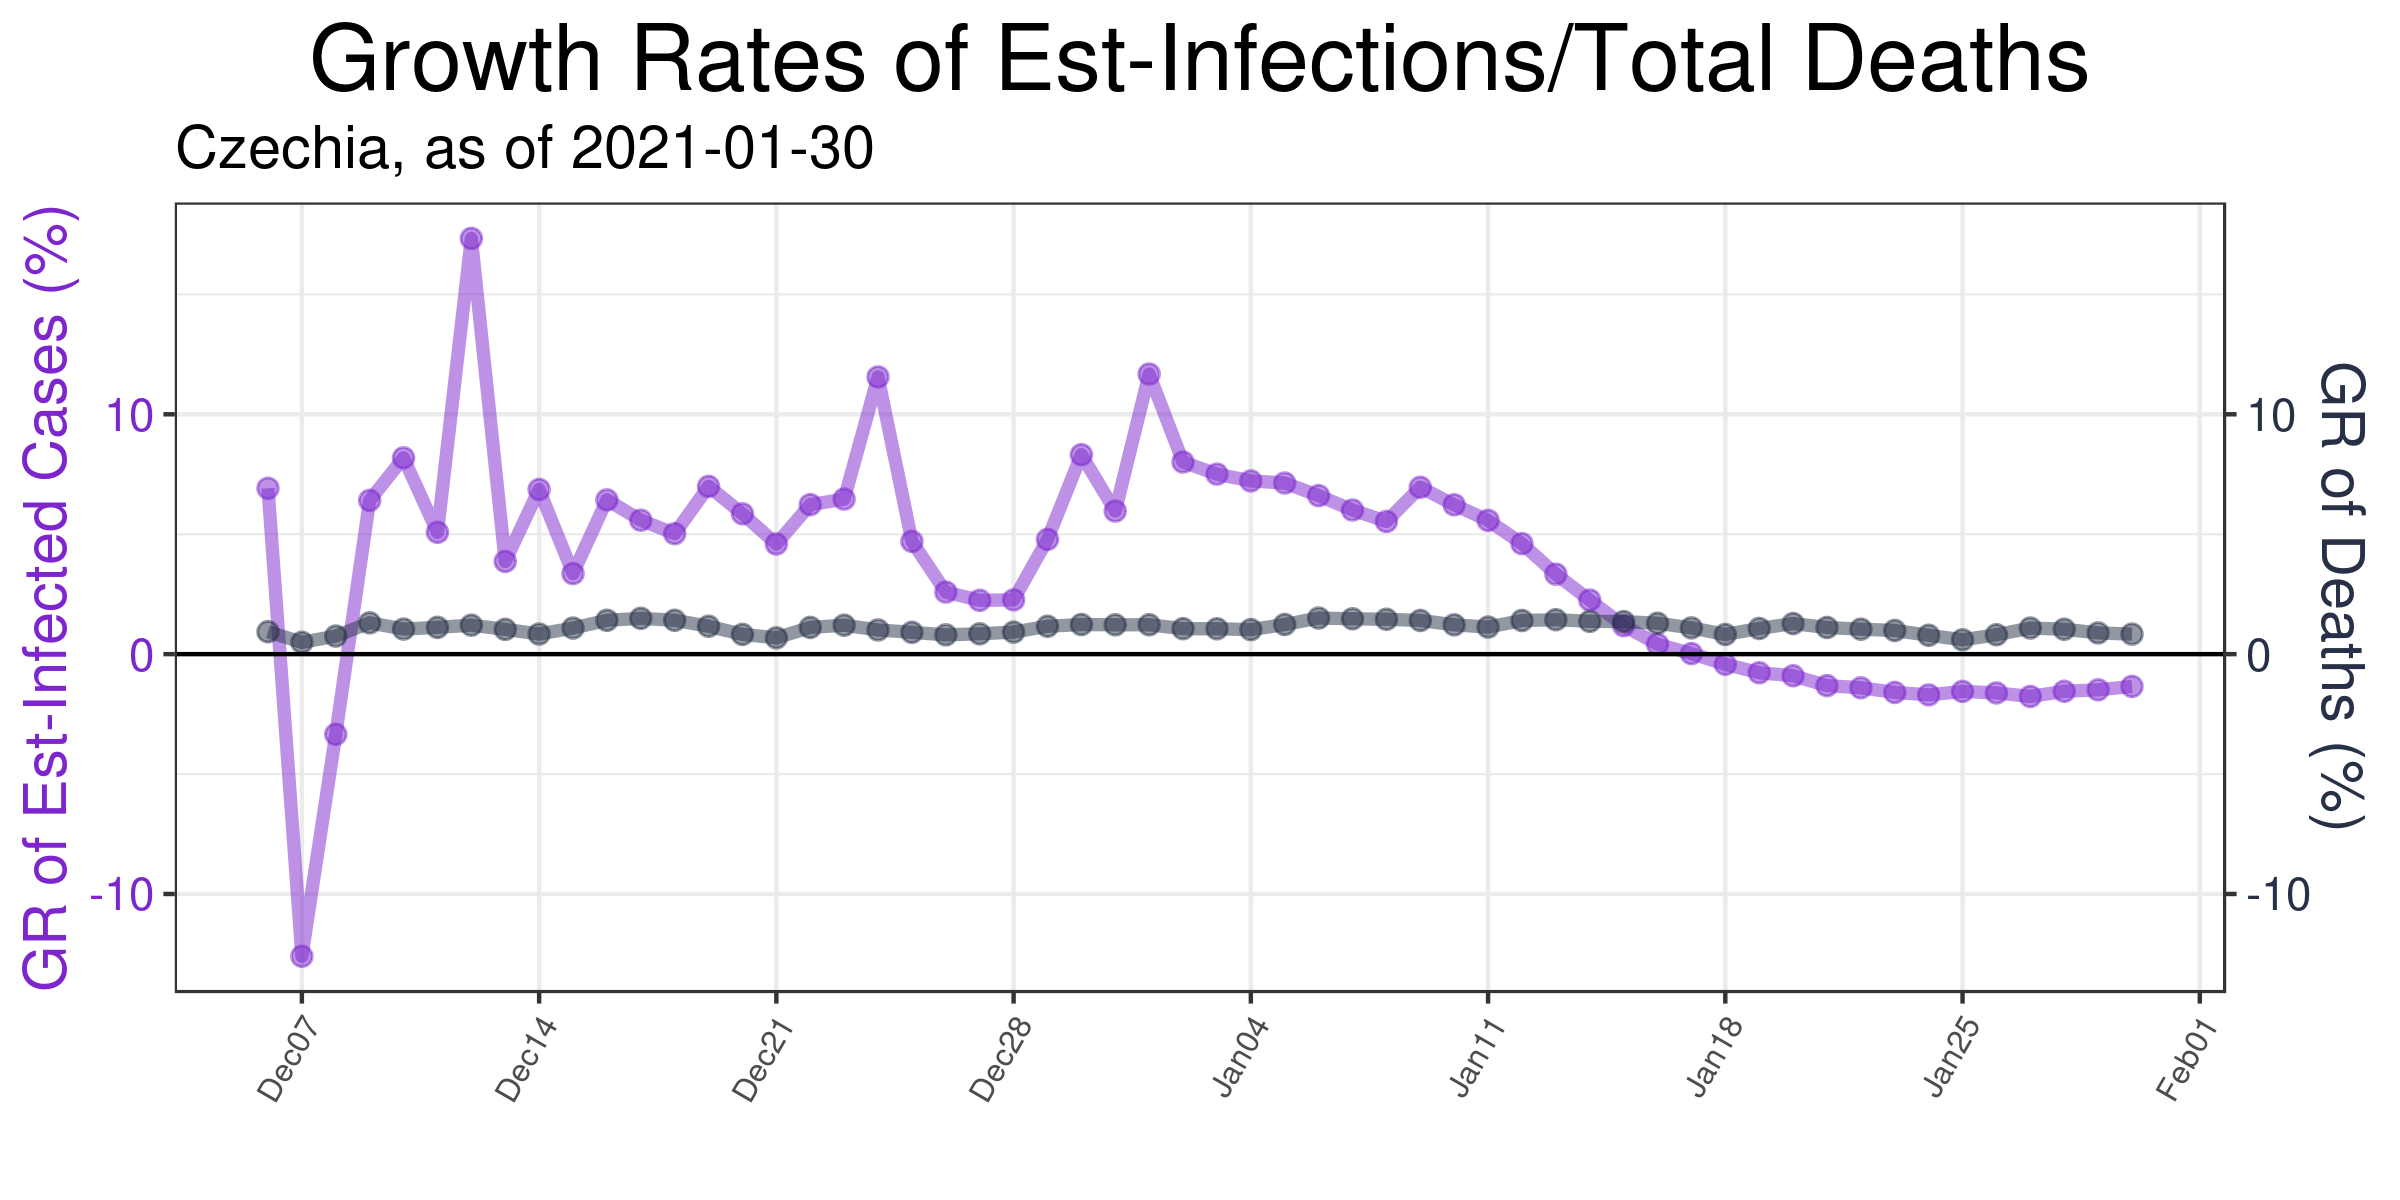 Growth Rates of Est-Infections/Total Deaths
Czechia, as of 2021-01-30
GR of Est-Infected Cases (%)
10
0
-10
10
0
-10
GR of Deaths (%)
Dec07
Dec14
Dec21
Dec28
Jan04
Jan11
Jan18
Jan25
Feb01